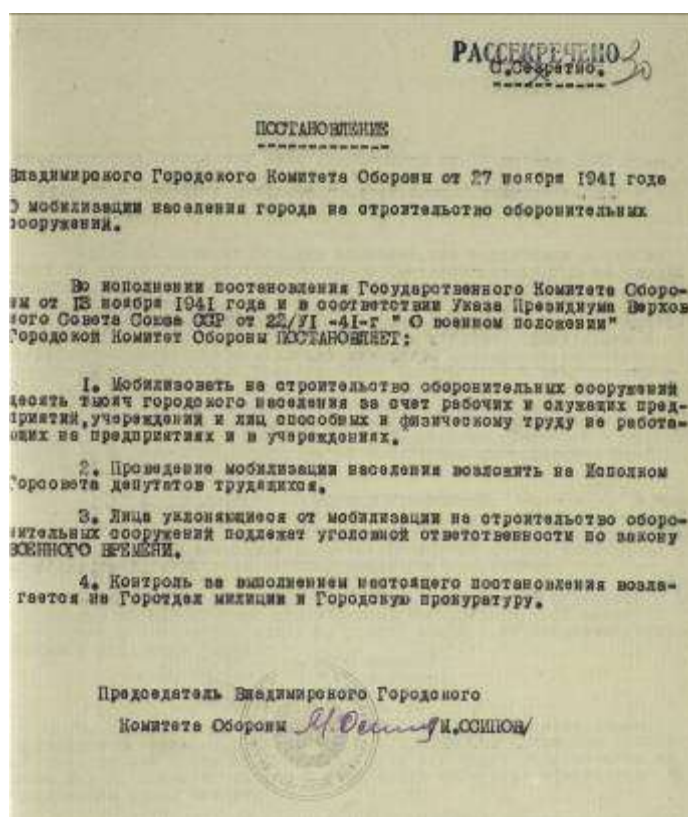 РАССЕКРЕЧЕНО
С.Секретно.
30
ПОСТАНОВЛЕНИЕ
Владимирского Городского Комитета Обороны от 27 ноября 1941 года
О мобилизации населения города на строительство оборонительных
сооружений.
Во исполнении постановления Государственного Комитета Оборо-
ны от 13 ноября 1941 года и в соответствии Указа Президиума Верхов
ного Совета Союза ССР от 22/УІ -41-г " О военном положении"
Городской Комитет Обороны ПОСТАНОВЛЯЕТ:
1. Мобилизовать на строительство оборонительных сооружений
десять тысяч городского населения за счет рабочих и служащих пред-
приятий,учереждений и лиц способных к физическому труду не работа-
ющих на предприятиях и в учереждениях.
2. Проведение мобилизации населения возложить на Исполком
Горсовета депутатов трудящихся.
3. Лица уклоняющиеся от мобилизации на строительство оборо-
нительных сооружений подлежат уголовной ответственности по закону
ВОЕННОГО ВРЕМЕНИ.
4. Контроль за выполнением настоящего постановления возла-
гается на Горотдел милиции и Городскую прокуратуру.
Председатель Владимирского Городского
Комитета Обороны М.Осипов /М.ОСИПОВ/